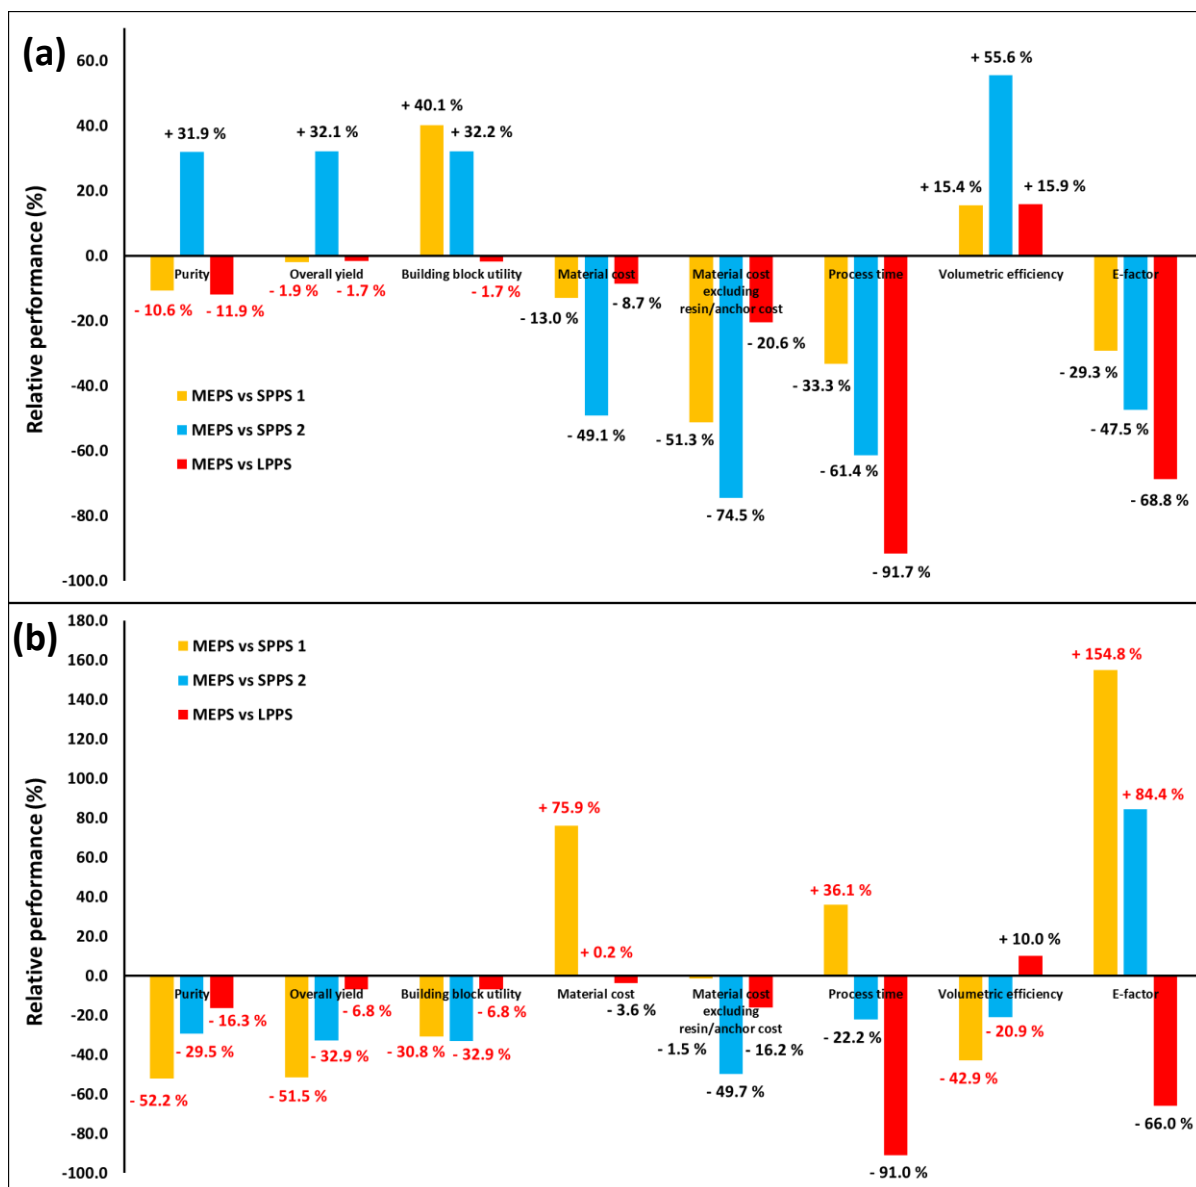 (a)
Relative performance (%)
60.0
40.0
20.0
0.0
-20.0
-40.0
-60.0
-80.0
-100.0
+ 31.9 %
+ 32.1 %
+ 40.1 %
+ 32.2 %
+ 55.6 %
+ 15.4 %
+ 15.9 %
Purity
Overall yield
Building block utility
Material cost
Material cost
excluding
resin/anchor cost
Process time
Volumetric efficiency
E-factor
- 10.6 %
- 11.9 %
- 1.9 %
- 1.7 %
- 1.7 %
- 13.0 %
- 49.1 %
- 8.7 %
- 51.3 %
- 74.5 %
- 20.6 %
- 33.3 %
- 61.4 %
- 91.7 %
- 29.3 %
- 47.5 %
- 68.8 %
MEPS vs SPPS 1
MEPS vs SPPS 2
MEPS vs LPPS
(b)
Relative performance (%)
180.0
160.0
140.0
120.0
100.0
80.0
60.0
40.0
20.0
0.0
-20.0
-40.0
-60.0
-80.0
-100.0
MEPS vs SPPS 1
MEPS vs SPPS 2
MEPS vs LPPS
+ 75.9 %
+ 0.2 %
+ 36.1 %
+ 10.0 %
+ 154.8 %
+ 84.4 %
Purity
Overall yield
Building block utility
Material cost
Material cost
excluding
resin/anchor cost
Process time
Volumetric efficiency
E-factor
- 52.2 %
- 29.5 %
- 16.3 %
- 51.5 %
- 32.9 %
- 6.8 %
- 30.8 %
- 32.9 %
- 6.8 %
- 3.6 %
- 1.5 %
- 49.7 %
- 16.2 %
- 22.2 %
- 91.0 %
- 42.9 %
- 20.9 %
- 66.0 %